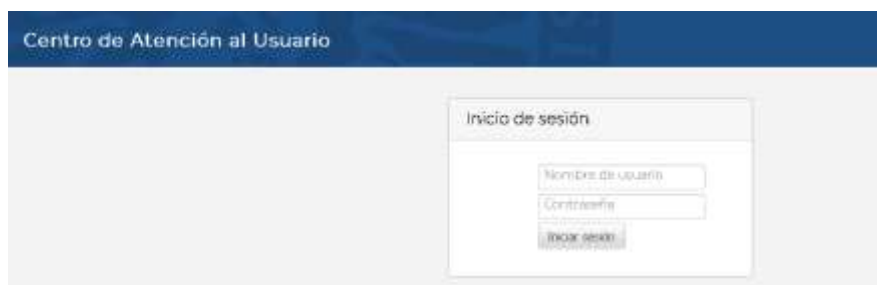 Centro de Atención al Usuario
Inicio de sesión
Nombre de usuario
Contraseña
Iniciar sesión